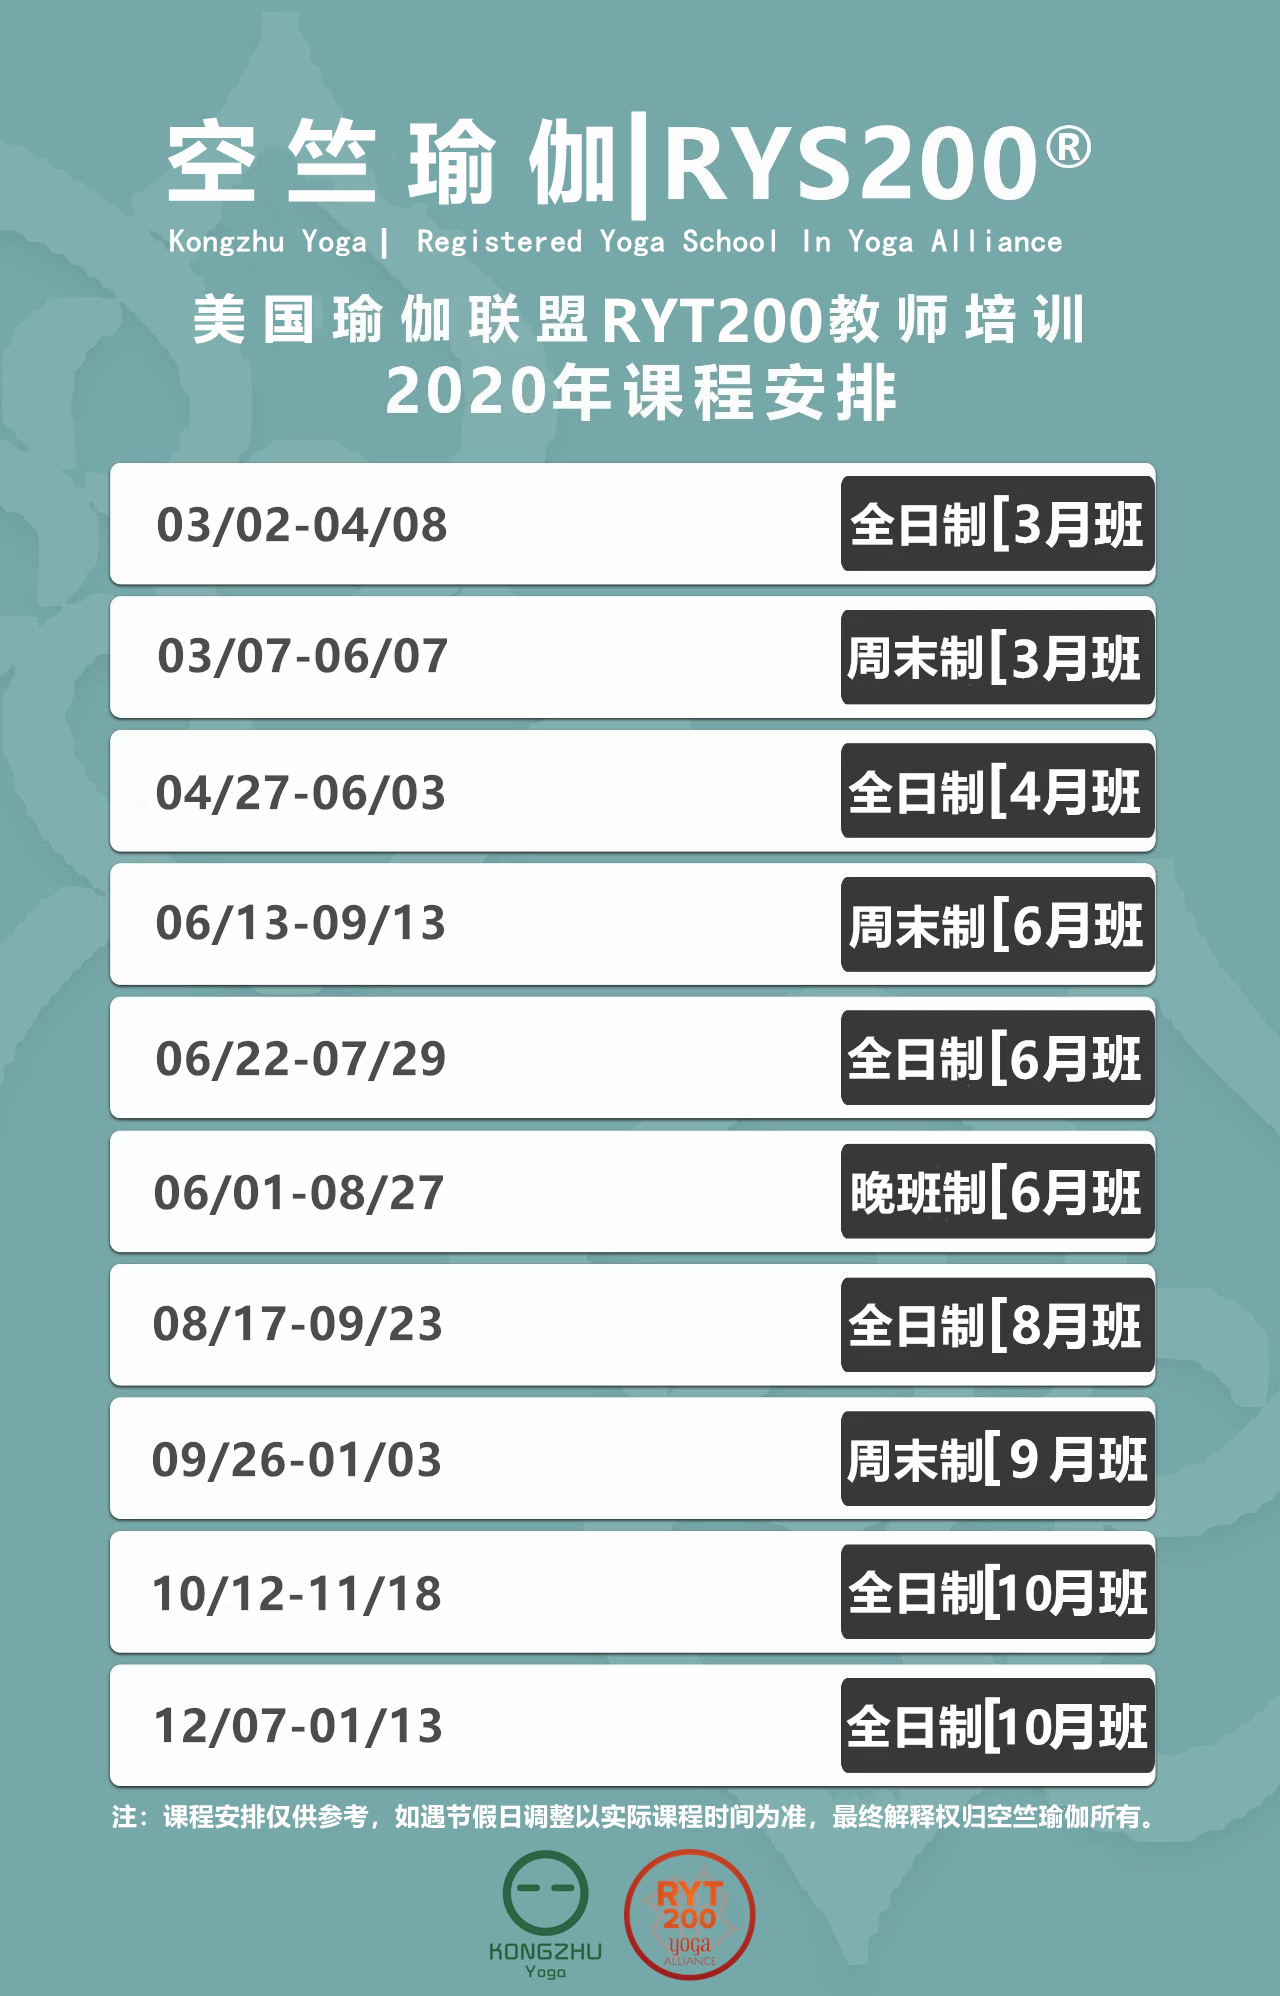 空竺瑜伽|RYS200®
Kongzhu Yoga | Registered Yoga School In Yoga Alliance
美国瑜伽联盟RYT200教师培训
2020年课程安排
03/02-04/08 全日制[3月班
03/07-06/07 周末制[3月班
04/27-06/03 全日制[4月班
06/13-09/13 周末制[6月班
06/22-07/29 全日制[6月班
06/01-08/27 晚班制[6月班
08/17-09/23 全日制[8月班
09/26-01/03 周末制[9月班
10/12-11/18 全日制[10月班
12/07-01/13 全日制[10月班
注：课程安排仅供参考，如遇节假日调整以实际课程时间为准，最终解释权归空竺瑜伽所有。
KONGZHU
Yoga
RYT
200
yoga
ALLIANCE